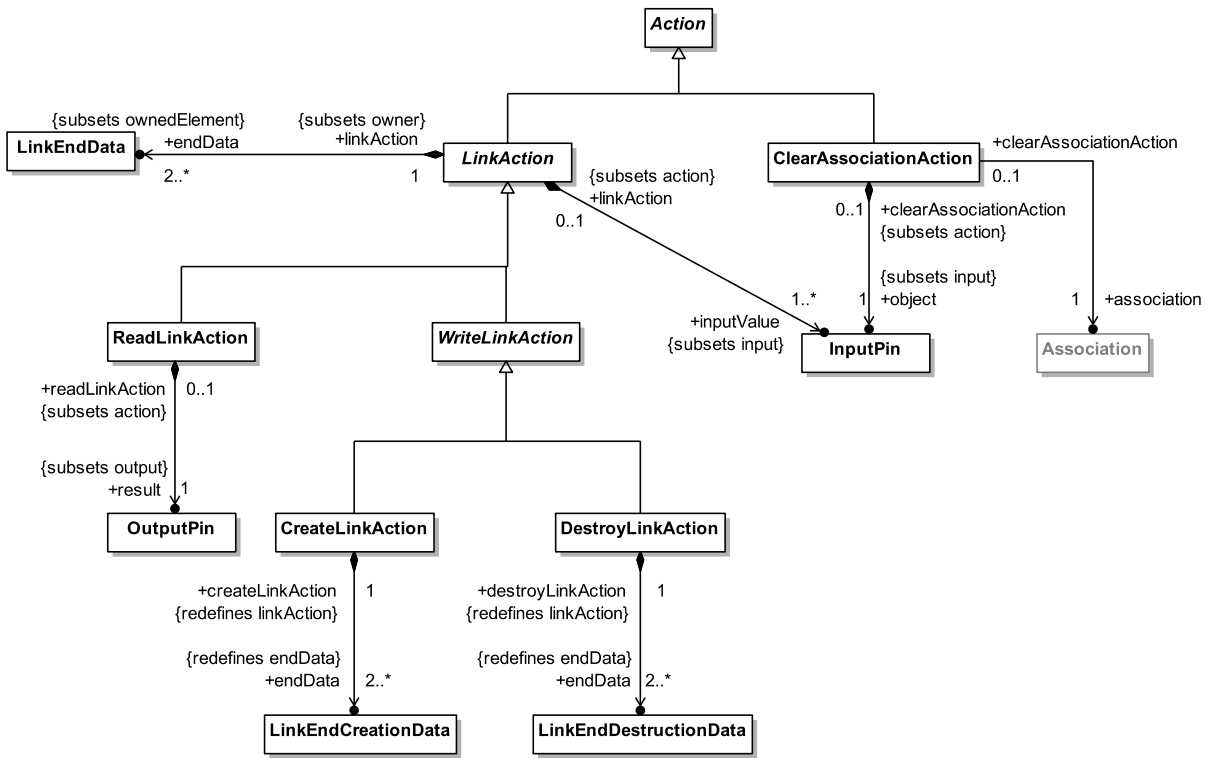 Action
{subsets ownedElement}
+endData
2..*
{subsets owner}
+linkAction
1
LinkEndData
LinkAction
ClearAssociationAction
+clearAssociationAction
0..1
{subsets action}
+linkAction
0..1
0..1
+clearAssociationAction
{subsets action}
{subsets input}
+object
1
1..*
+inputValue
{subsets input}
1
+association
ReadLinkAction
WriteLinkAction
InputPin
Association
+readLinkAction
{subsets action}
0..1
{subsets output}
+result
1
OutputPin
CreateLinkAction
DestroyLinkAction
+createLinkAction
{redefines linkAction}
1
+destroyLinkAction
{redefines linkAction}
1
{redefines endData}
+endData
2..*
{redefines endData}
+endData
2..*
LinkEndCreationData
LinkEndDestructionData